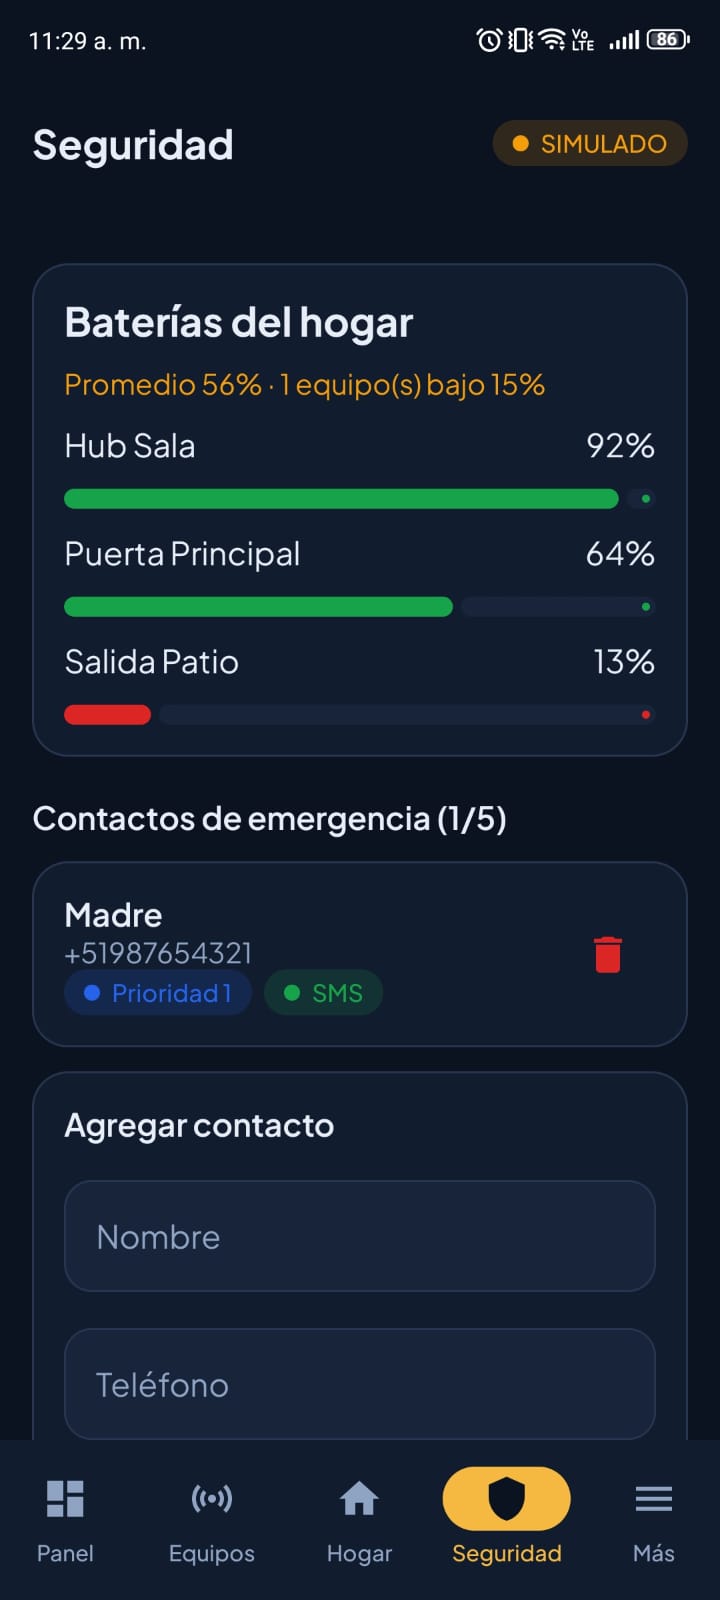 11:29 a. m.
Vo LTE
86
Seguridad
SIMULADO
Baterías del hogar
Promedio 56% · 1 equipo(s) bajo 15%
Hub Sala 92%
Puerta Principal 64%
Salida Patio 13%
Contactos de emergencia (1/5)
Madre
+51987654321
Prioridad 1 SMS
Agregar contacto
Nombre
Teléfono
Panel Equipos Hogar Seguridad Más